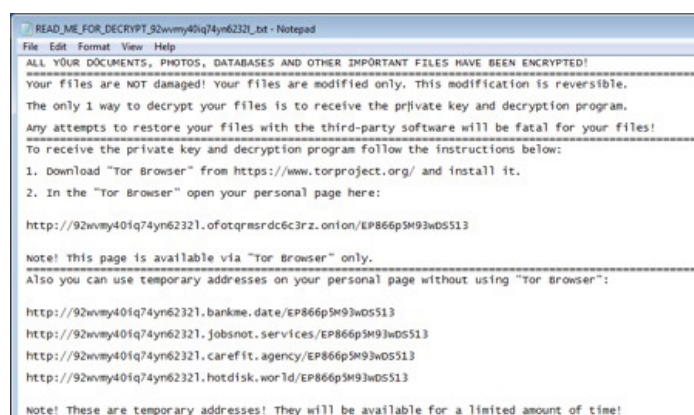 READ_ME_FOR_DECRYPT_92wvmy40iq74yn6232l_.txt - Notepad
File Edit Format View Help
ALL YOUR DOCUMENTS, PHOTOS, DATABASES AND OTHER IMPORTANT FILES HAVE BEEN ENCRYPTED!
Your files are NOT damaged! Your files are modified only. This modification is reversible.
The only 1 way to decrypt your files is to receive the private key and decryption program.
Any attempts to restore your files with the third-party software will be fatal for your files!
To receive the private key and decryption program follow the instructions below:
1. Download "Tor Browser" from https://www.torproject.org/ and install it.
2. In the "Tor Browser" open your personal page here:
http://92wvmy40iq74yn6232l.ofotqrmsrdc6c3rz.onion/EP866p5M93wDS513
Note! This page is available via "Tor Browser" only.
Also you can use temporary addresses on your personal page without using "Tor Browser":
http://92wvmy40iq74yn6232l.bankme.date/EP866p5M93wDS513
http://92wvmy40iq74yn6232l.jobsnot.services/EP866p5M93wDS513
http://92wvmy40iq74yn6232l.carefit.agency/EP866p5M93wDS513
http://92wvmy40iq74yn6232l.hotdisk.world/EP866p5M93wDS513
Note! These are temporary addresses! They will be available for a limited amount of time!